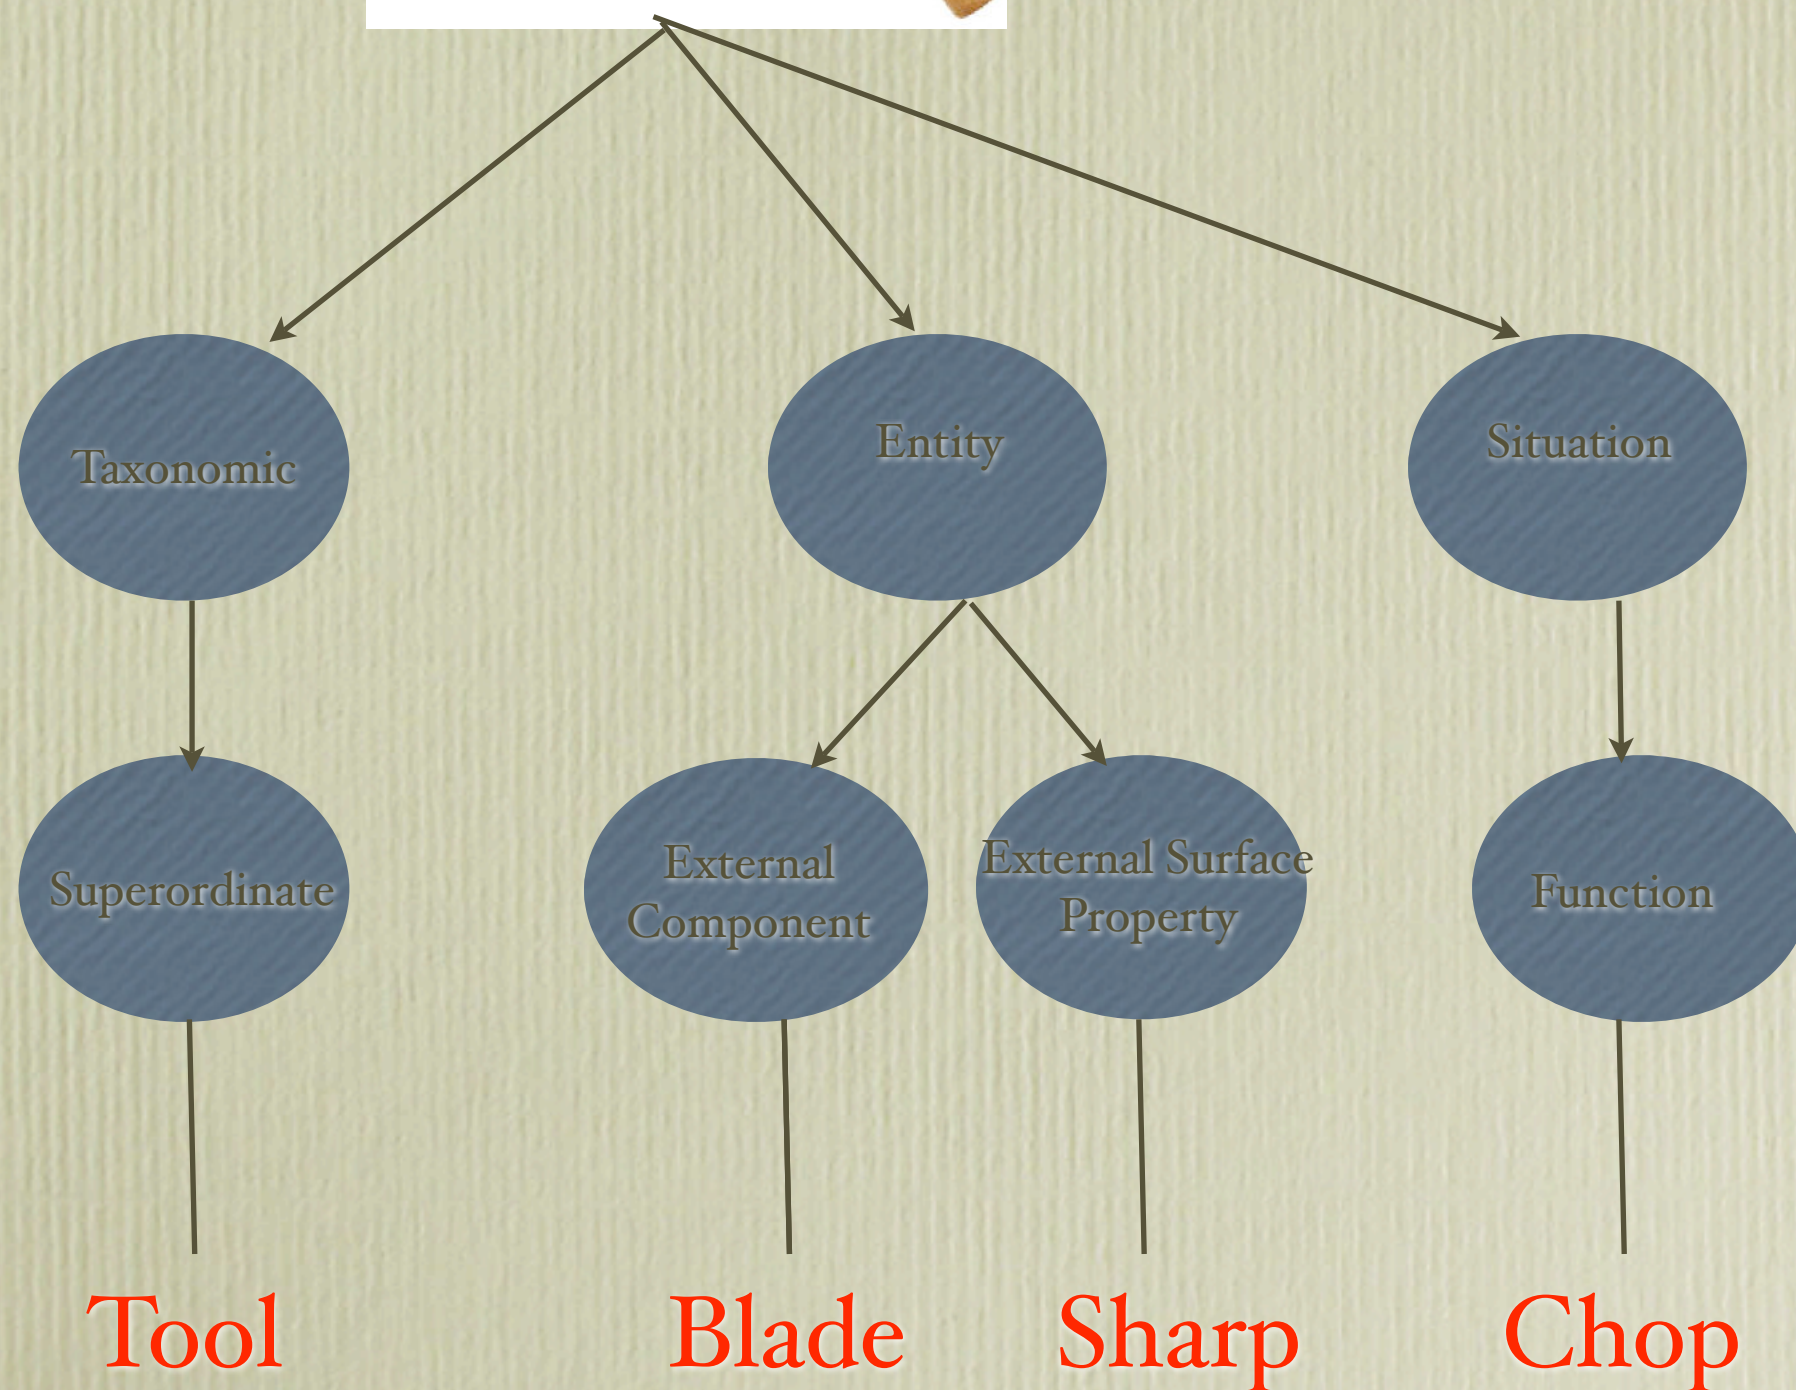 Taxonomic
Entity
Situation
Superordinate
External
Component
External Surface
Property
Function
Tool
Blade
Sharp
Chop